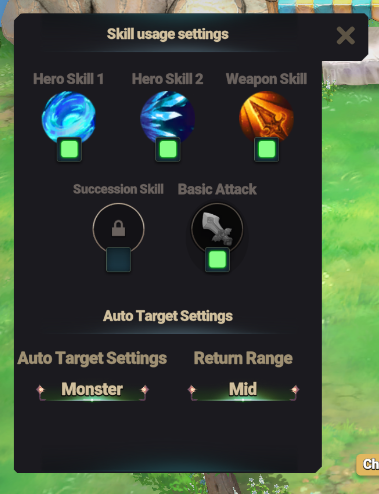 Skill usage settings
Hero Skill 1 Hero Skill 2 Weapon Skill
Succession Skill Basic Attack
Auto Target Settings
Auto Target Settings Return Range
Monster Mid
Ch